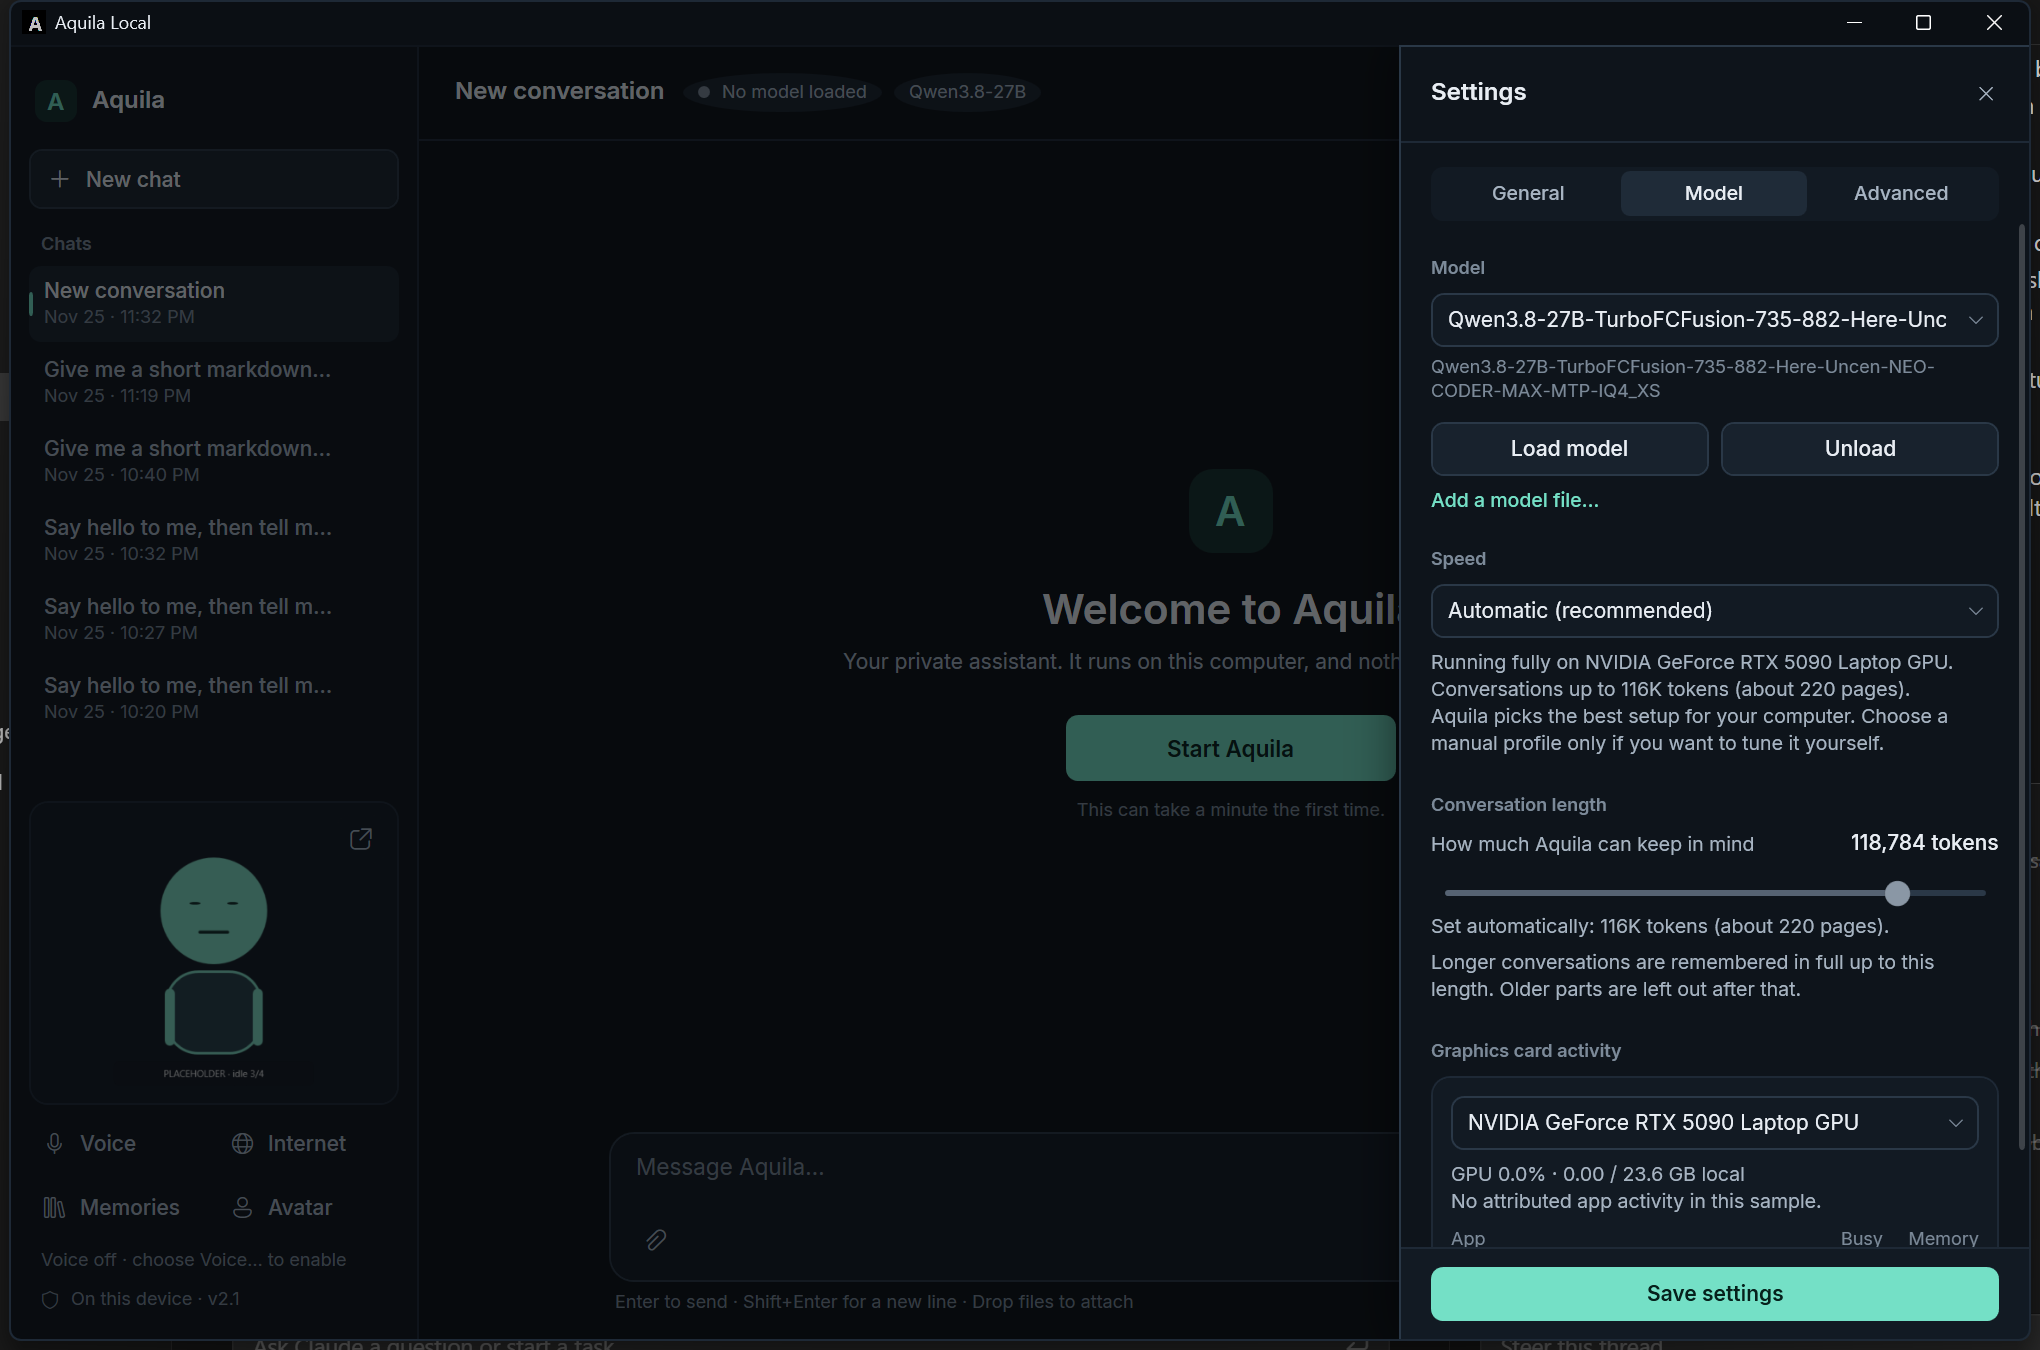 A Aquila Local
A Aquila
New chat
Chats
New conversation
Nov 25 · 11:32 PM
Give me a short markdown...
Nov 25 · 11:19 PM
Give me a short markdown...
Nov 25 · 10:40 PM
Say hello to me, then tell m...
Nov 25 · 10:32 PM
Say hello to me, then tell m...
Nov 25 · 10:27 PM
Say hello to me, then tell m...
Nov 25 · 10:20 PM
PLACEHOLDER - idle 3/4
Voice
Internet
Memories
Avatar
Voice off · choose Voice... to enable
On this device · v2.1
New conversation
No model loaded
Qwen3.8-27B
A
Welcome to Aquil
Your private assistant. It runs on this computer, and noth
Start Aquila
This can take a minute the first time.
Message Aquila...
Enter to send · Shift+Enter for a new line · Drop files to attach
Settings
General
Model
Advanced
Model
Qwen3.8-27B-TurboFCFusion-735-882-Here-Unc
Qwen3.8-27B-TurboFCFusion-735-882-Here-Uncen-NEO-
CODER-MAX-MTP-IQ4_XS
Load model
Unload
Add a model file...
Speed
Automatic (recommended)
Running fully on NVIDIA GeForce RTX 5090 Laptop GPU.
Conversations up to 116K tokens (about 220 pages).
Aquila picks the best setup for your computer. Choose a
manual profile only if you want to tune it yourself.
Conversation length
How much Aquila can keep in mind
118,784 tokens
Set automatically: 116K tokens (about 220 pages).
Longer conversations are remembered in full up to this
length. Older parts are left out after that.
Graphics card activity
NVIDIA GeForce RTX 5090 Laptop GPU
GPU 0.0% · 0.00 / 23.6 GB local
No attributed app activity in this sample.
App
Busy
Memory
Save settings
Ask Claude a question or start a task
Steer this thread